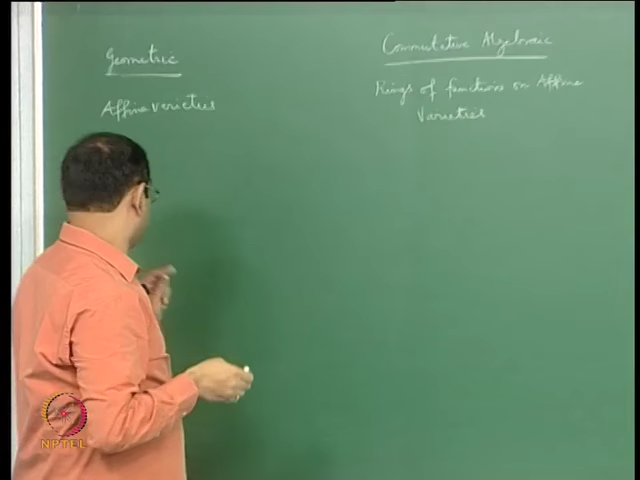 Geometric
Affine varieties
Commutative Algebraic
Rings of functions on Affine
Varieties
NPTEL